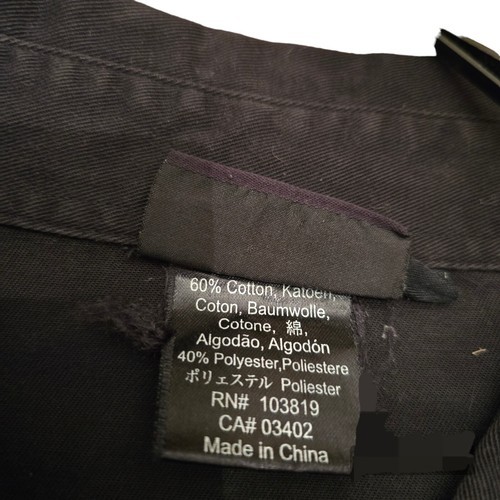 60% Cotton, Katoen,
Coton, Baumwolle,
Cotone, 綿,
Algodão, Algodón
40% Polyester,Poliestere
ポリェステル Poliester
RN# 103819
CA# 03402
Made in China